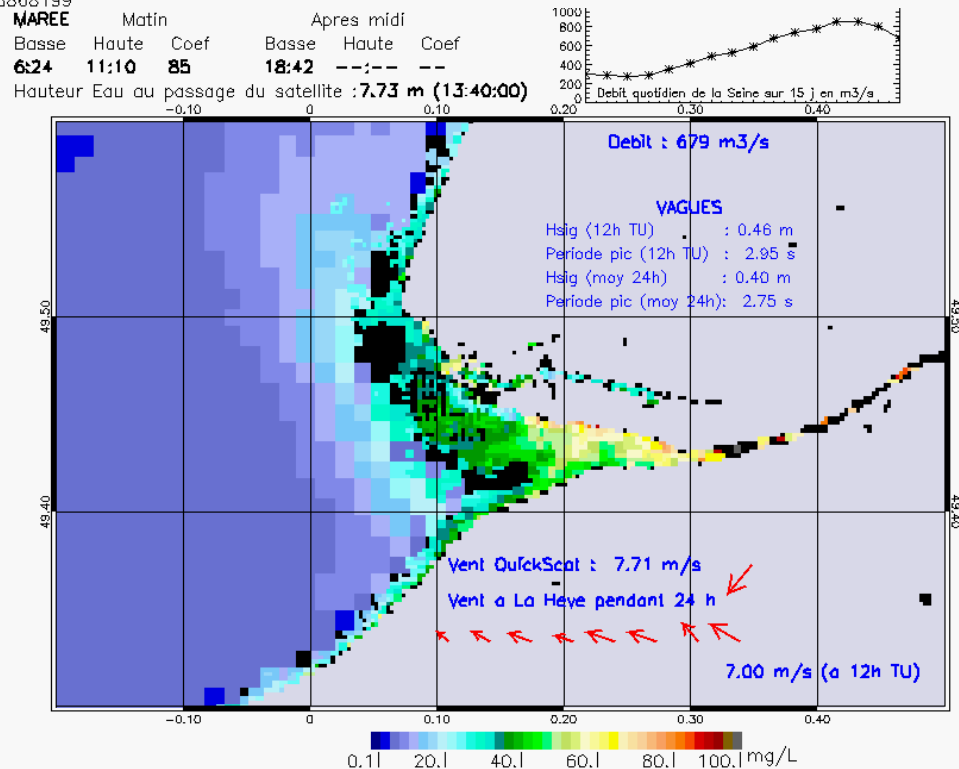 MAREE Matin Apres midi
Basse Haute Coef Basse Haute Coef
6:24 11:10 85 18:42 --:-- --
Hauteur Eau au passage du satellite :7.73 m (13:40:00)
1000
800
600
400
200
0
Debit quotidien de la Seine sur 15 j en m3/s
-0.10 0 0.10 0.20 0.30 0.40
Debit : 679 m3/s
VAGUES
Hsig (12h TU) : 0.46 m
Periode pic (12h TU) : 2.95 s
Hsig (moy 24h) : 0.40 m
Periode pic (moy 24h): 2.75 s
49.50 49.50
49.40 49.40
Vent QuickScat : 7.71 m/s
Vent a La Heve pendant 24 h
7.00 m/s (a 12h TU)
-0.10 0 0.10 0.20 0.30 0.40
0.1| 20.| 40.| 60.| 80.| 100.| mg/L